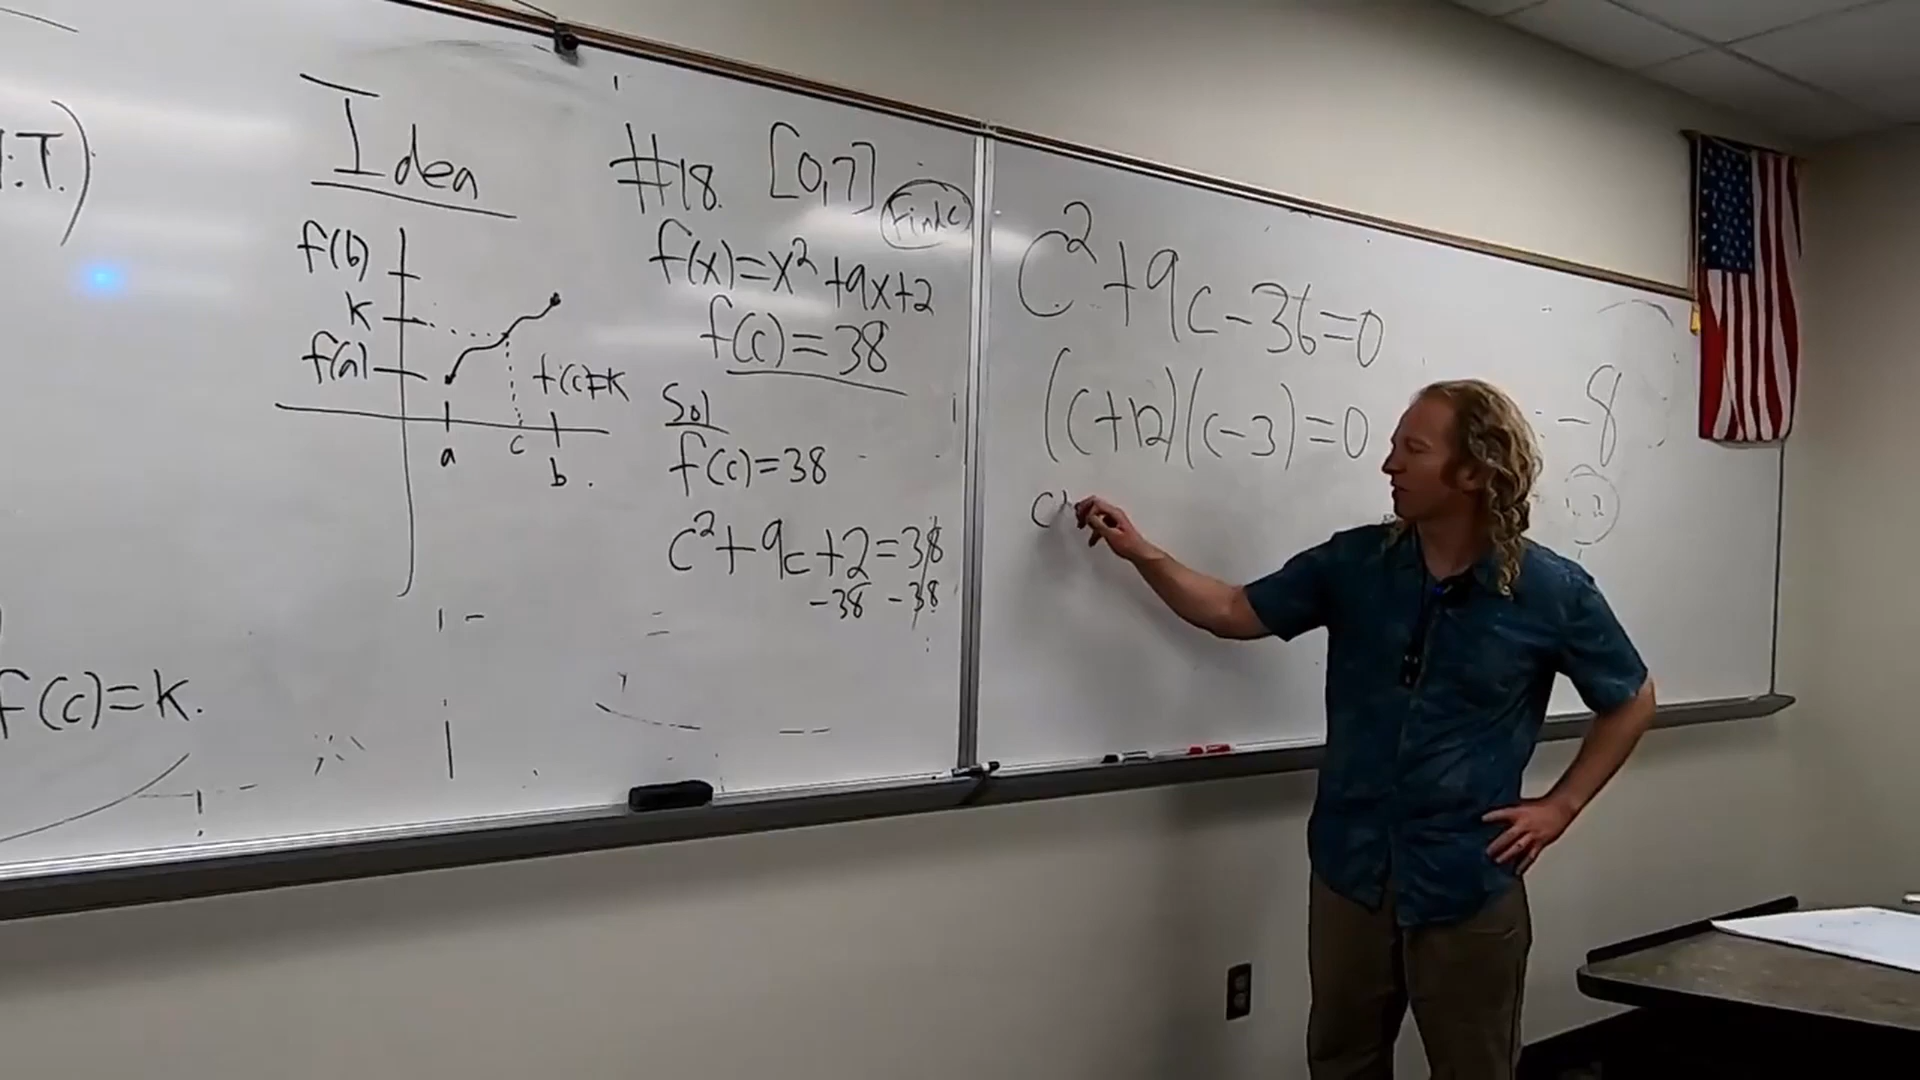 .T.)
f(c)=k.
Idea
f(b)
k
f(a)
f(c)=k
a
c
b.
#18. [0,7]
Find c
f(x)=x²+9x+2
f(c)=38
Sol
f(c)=38
c²+9c+2=38
-38 -38
c²+9c-36=0
(c+12)(c-3)=0
c+
-8